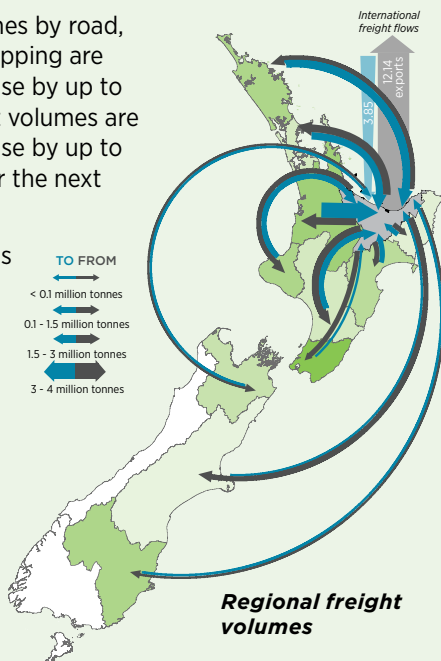 nes by road,
pping are
se by up to
t volumes are
se by up to
r the next
s
International
freight flows
3.85
12.14
exports
TO FROM
< 0.1 million tonnes
0.1 - 1.5 million tonnes
1.5 - 3 million tonnes
3 - 4 million tonnes
Regional freight
volumes